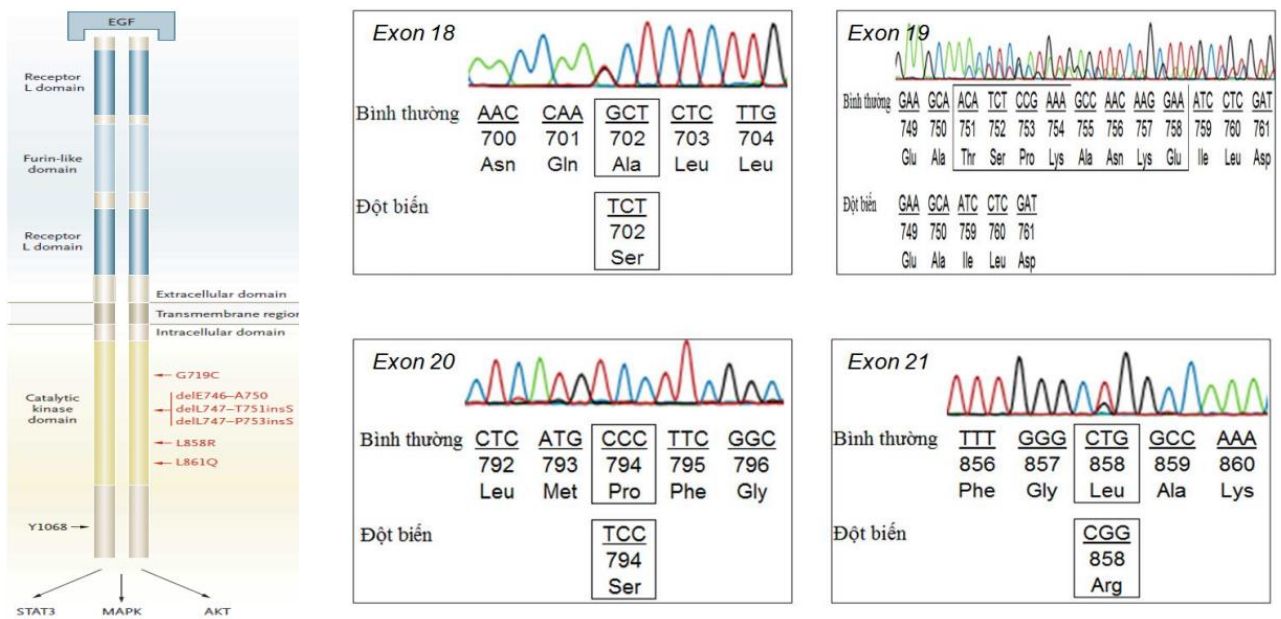 EGF
Receptor
L domain
Furin-like
domain
Receptor
L domain
Extracellular domain
Transmembrane region
Intracellular domain
Catalytic
kinase
domain
G719C
delE746–A750
delL747–T751insS
delL747–P753insS
L858R
L861Q
Y1068
STAT3 MAPK AKT
Exon 18
Bình thường AAC CAA GCT CTC TTG
700 701 702 703 704
Asn Gln Ala Leu Leu
Đột biến TCT
702
Ser
Exon 19
Bình thường GAA GCA ACA TCT CCG AAA GCC AAC AAG GAA ATC CTC GAT
749 750 751 752 753 754 755 756 757 758 759 760 761
Glu Ala Thr Ser Pro Lys Ala Asn Lys Glu Ile Leu Asp
Đột biến GAA GCA ATC CTC GAT
749 750 759 760 761
Glu Ala Ile Leu Asp
Exon 20
Bình thường CTC ATG CCC TTC GGC
792 793 794 795 796
Leu Met Pro Phe Gly
Đột biến TCC
794
Ser
Exon 21
Bình thường TTT GGG CTG GCC AAA
856 857 858 859 860
Phe Gly Leu Ala Lys
Đột biến CGG
858
Arg